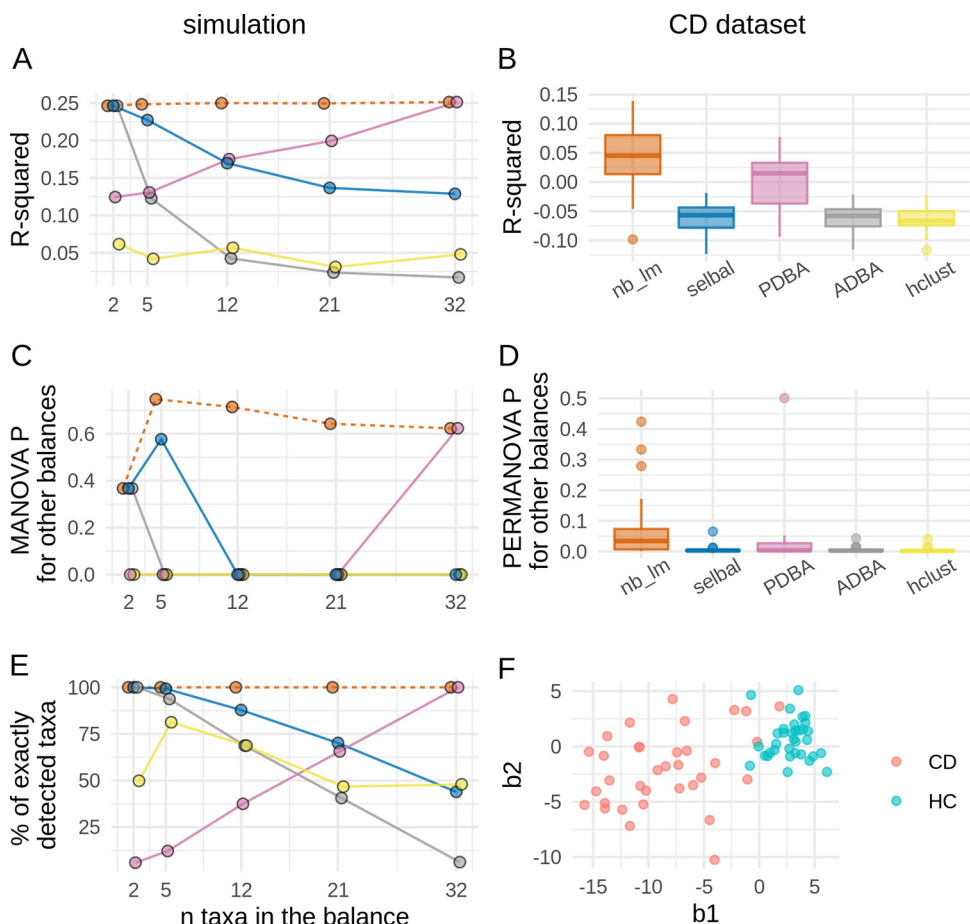 simulation
CD dataset
A
R-squared
0.25
0.20
0.15
0.10
0.05
2 5 12 21 32
B
R-squared
0.15
0.10
0.05
0.00
-0.05
-0.10
nb_lm selbal PDBA ADBA hclust
C
MANOVA P
for other balances
0.6
0.4
0.2
0.0
2 5 12 21 32
D
PERMANOVA P
for other balances
0.5
0.4
0.3
0.2
0.1
0.0
nb_lm selbal PDBA ADBA hclust
E
% of exactly
detected taxa
100
75
50
25
2 5 12 21 32
n taxa in the balance
F
b2
5
0
-5
-10
-15 -10 -5 0 5
b1
CD
HC